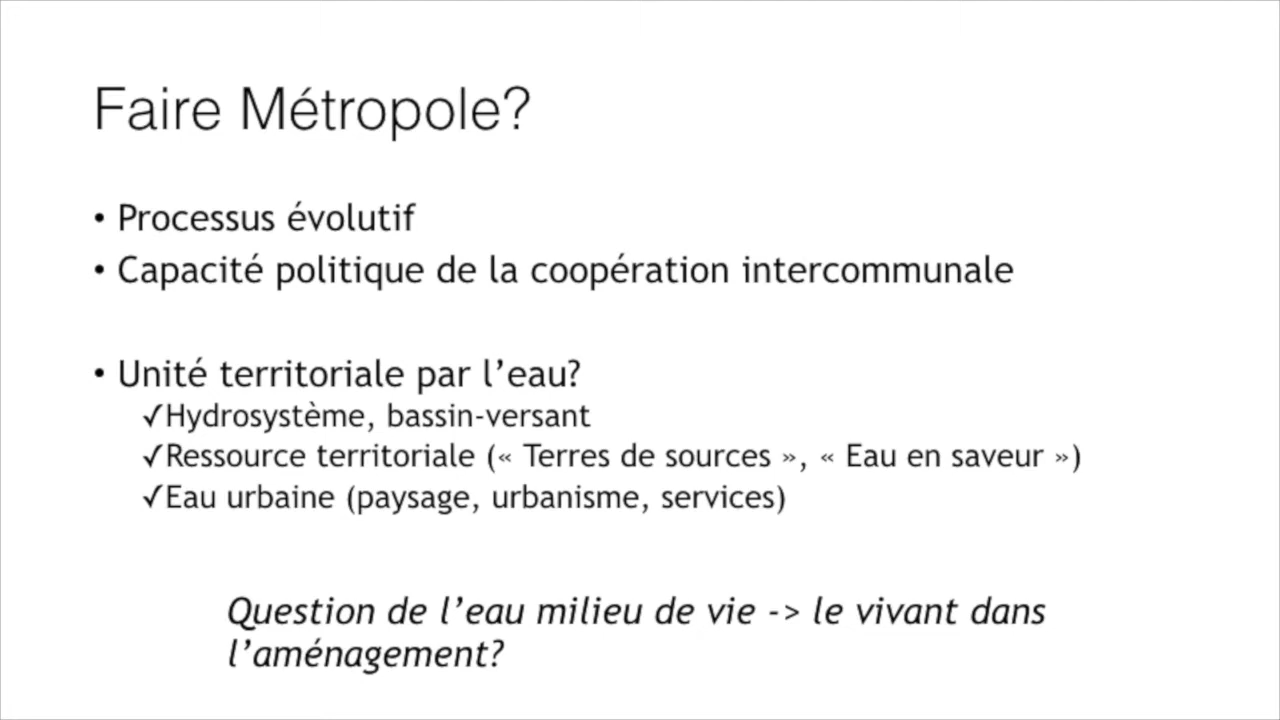 Faire Métropole?
• Processus évolutif
• Capacité politique de la coopération intercommunale
• Unité territoriale par l’eau?
✓Hydrosystème, bassin-versant
✓Ressource territoriale (« Terres de sources », « Eau en saveur »)
✓Eau urbaine (paysage, urbanisme, services)
Question de l’eau milieu de vie -> le vivant dans
l’aménagement?